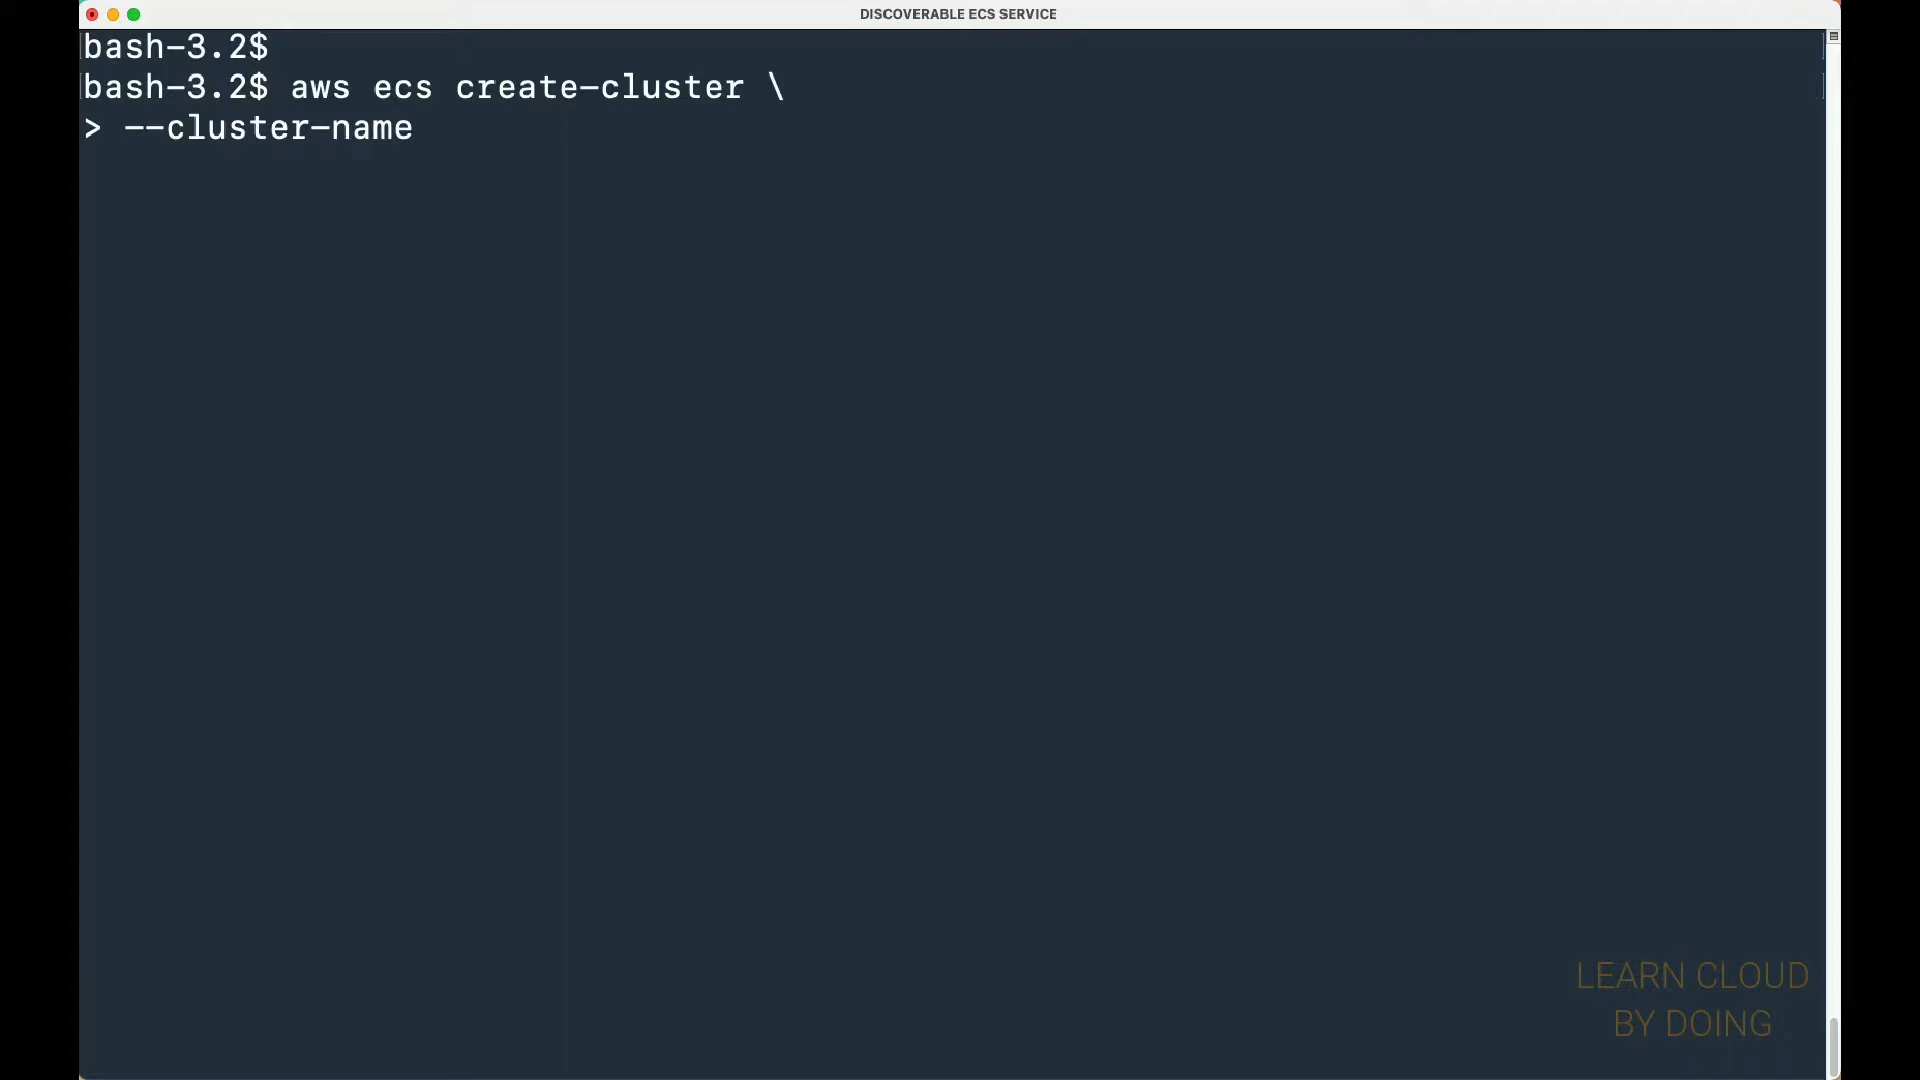 DISCOVERABLE ECS SERVICE
bash-3.2$
bash-3.2$ aws ecs create-cluster \
> --cluster-name
LEARN CLOUD
BY DOING